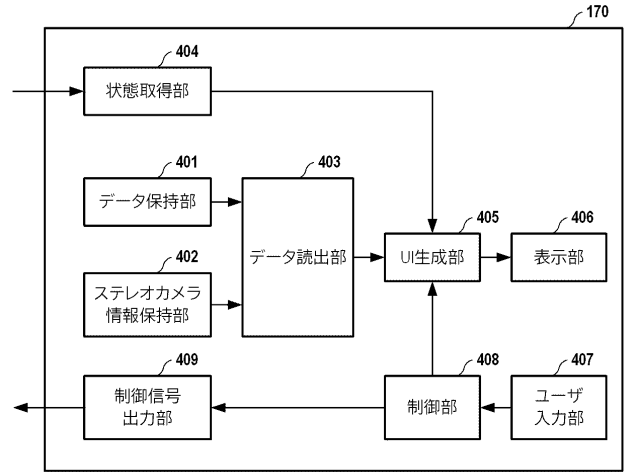 170
404
状態取得部
401
データ保持部
403
データ読出部
402
ステレオカメラ
情報保持部
405
UI生成部
406
表示部
409
制御信号
出力部
408
制御部
407
ユーザ
入力部